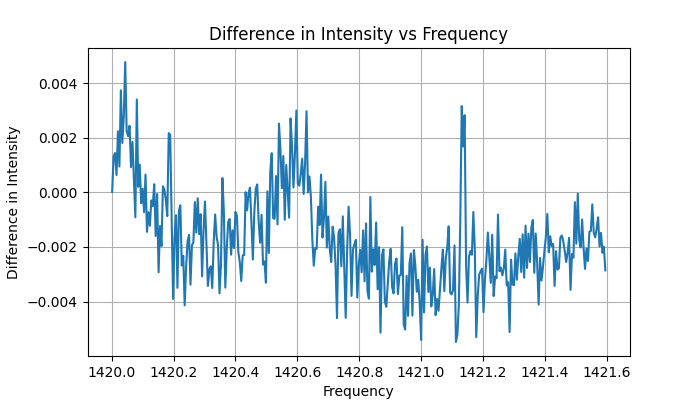 Difference in Intensity vs Frequency
Difference in Intensity
0.004
0.002
0.000
−0.002
−0.004
1420.0 1420.2 1420.4 1420.6 1420.8 1421.0 1421.2 1421.4 1421.6
Frequency